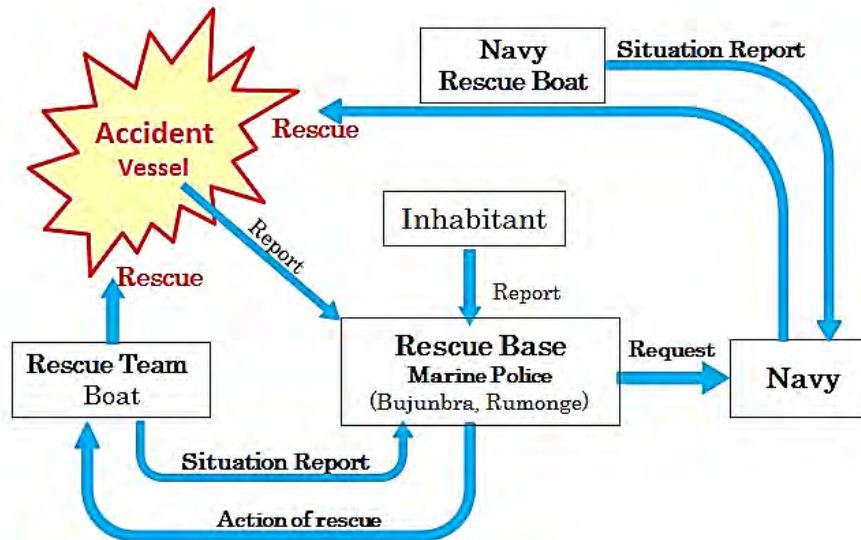 Navy
Rescue Boat
Situation Report
Accident
Vessel
Rescue
Inhabitant
Report
Rescue
Report
Rescue Team
Boat
Rescue Base
Marine Police
(Bujunbra, Rumonge)
Request
Navy
Situation Report
Action of rescue